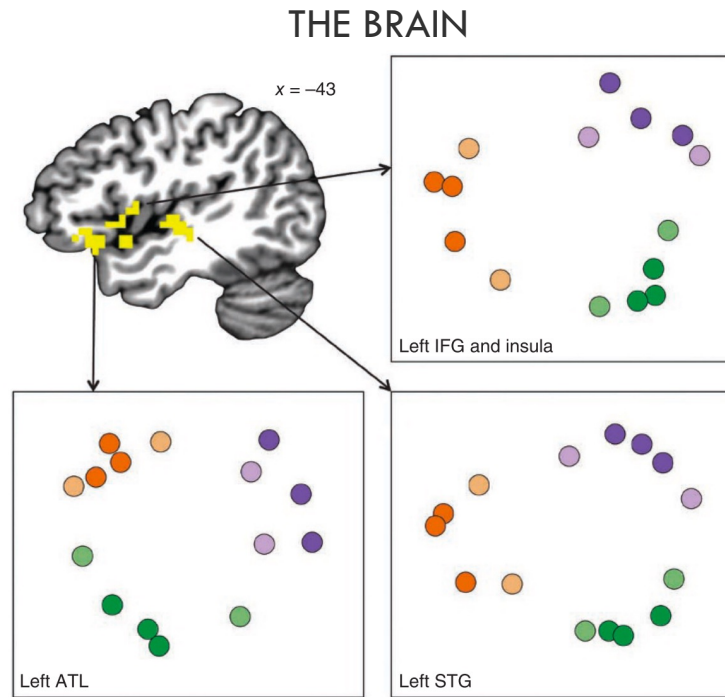 THE BRAIN
x = –43
Left IFG and insula
Left ATL
Left STG